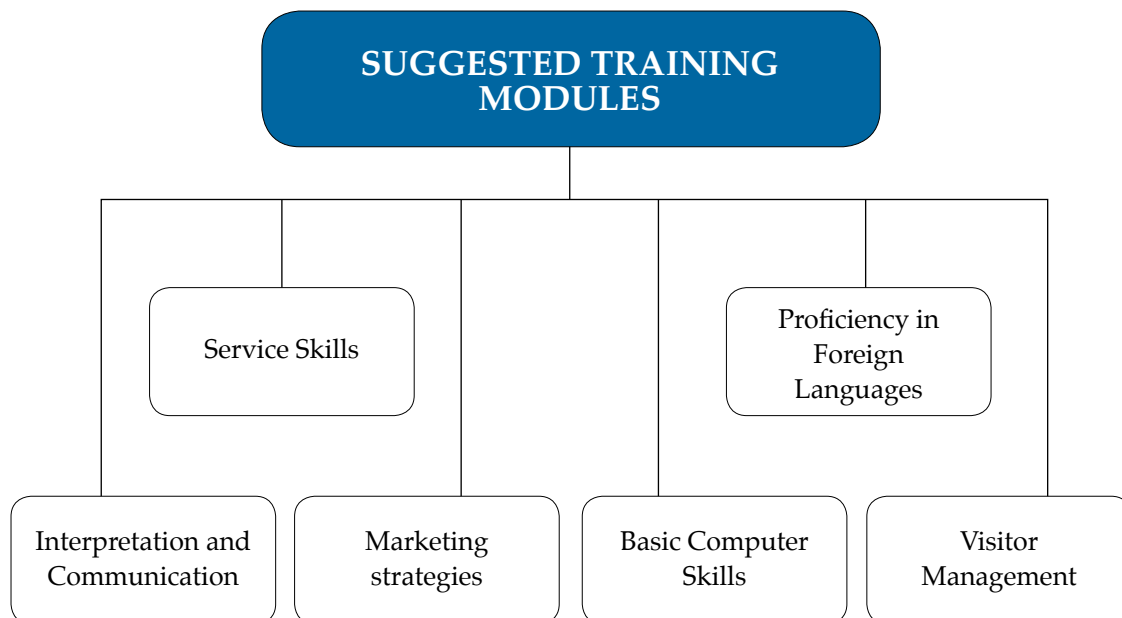 SUGGESTED TRAINING
MODULES
Service Skills
Proficiency in
Foreign
Languages
Interpretation and
Communication
Marketing
strategies
Basic Computer
Skills
Visitor
Management